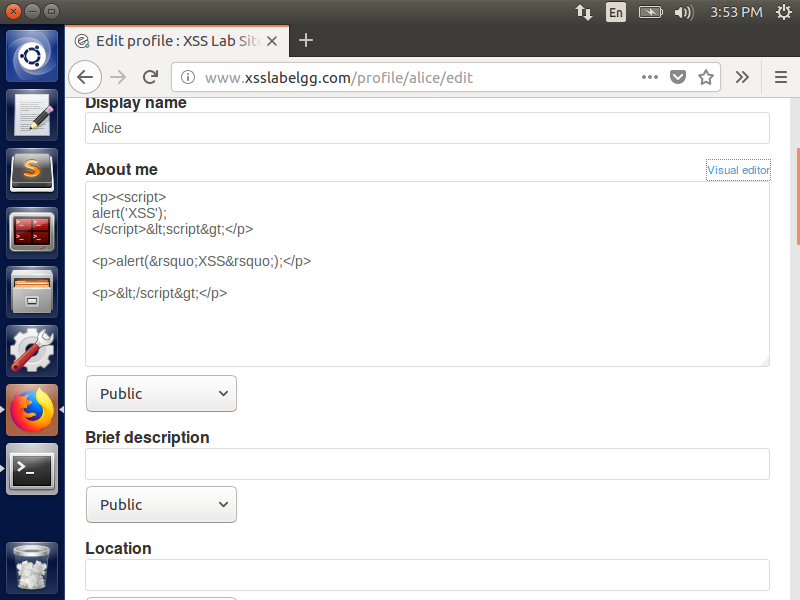 En
3:53 PM
Edit profile : XSS Lab Site
www.xsslabelgg.com/profile/alice/edit
Display name
Alice
About me
Visual editor
<p><script>
alert('XSS');
</script>&lt;script&gt;</p>
<p>alert(&rsquo;XSS&rsquo;);</p>
<p>&lt;/script&gt;</p>
Public
Brief description
Public
Location